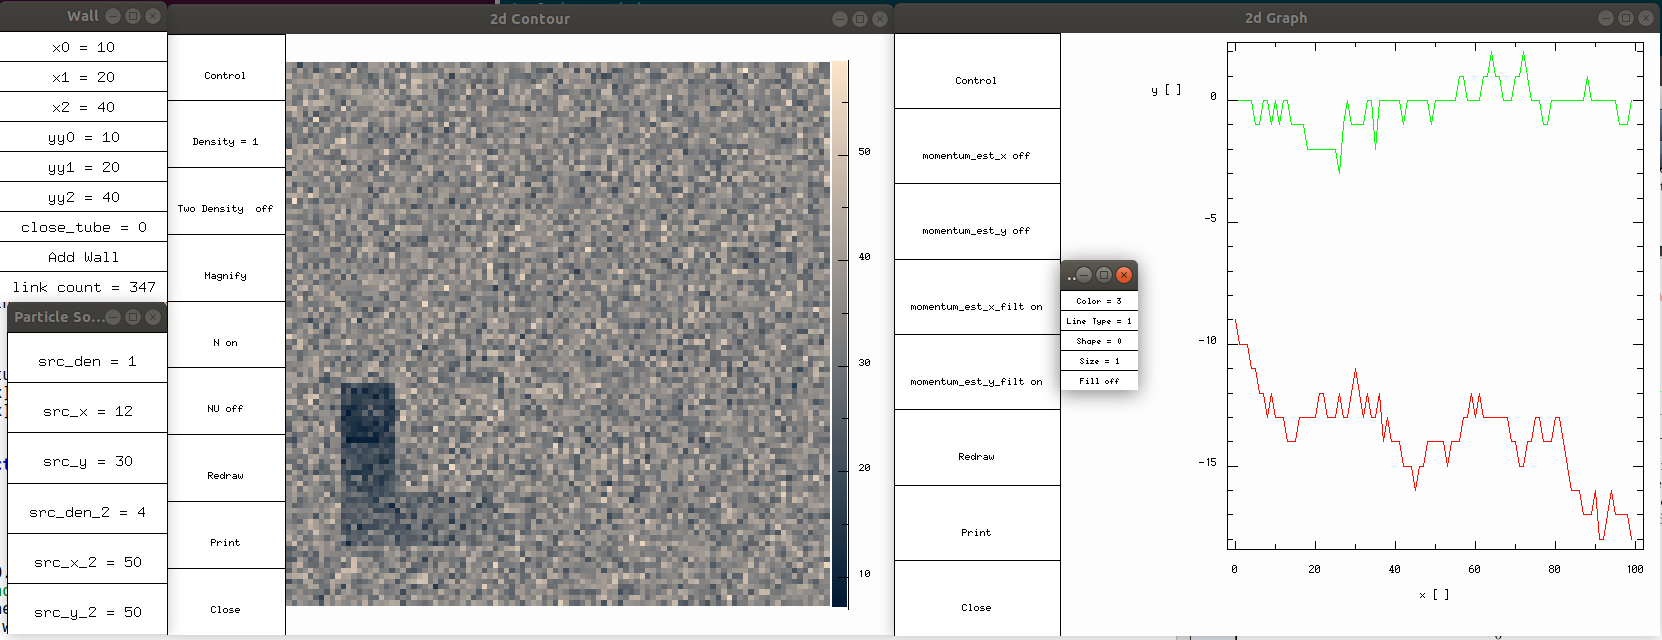 Wall
x0 = 10
x1 = 20
x2 = 40
yy0 = 10
yy1 = 20
yy2 = 40
close_tube = 0
Add Wall
link count = 347
Particle So...
src_den = 1
src_x = 12
src_y = 30
src_den_2 = 4
src_x_2 = 50
src_y_2 = 50
2d Contour
Control
Density = 1
Two Density off
Magnify
N on
NU off
Redraw
Print
Close
50
40
30
20
10
2d Graph
Control
momentum_est_x off
momentum_est_y off
momentum_est_x_filt on
momentum_est_y_filt on
Redraw
Print
Close
..
Color = 3
Line Type = 1
Shape = 0
Size = 1
Fill off
y [ ]
0
-5
-10
-15
0 20 40 60 80 100
x [ ]